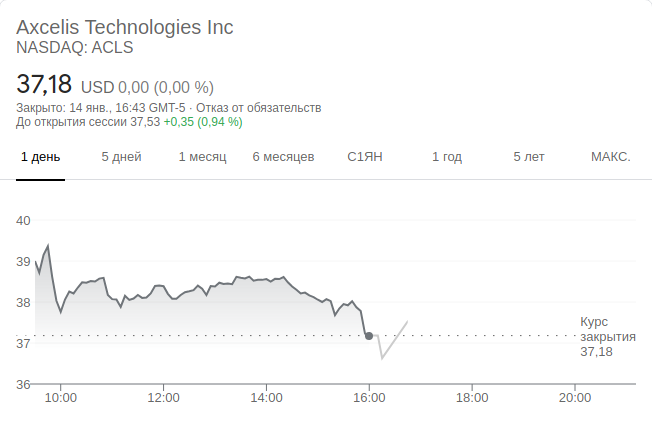 Axcelis Technologies Inc
NASDAQ: ACLS
37,18 USD 0,00 (0,00 %)
Закрыто: 14 янв., 16:43 GMT-5 · Отказ от обязательств
До открытия сессии 37,53 +0,35 (0,94 %)
1 день 5 дней 1 месяц 6 месяцев С1ЯН 1 год 5 лет МАКС.
40
39
38
37
36
Курс
закрытия
37,18
10:00 12:00 14:00 16:00 18:00 20:00